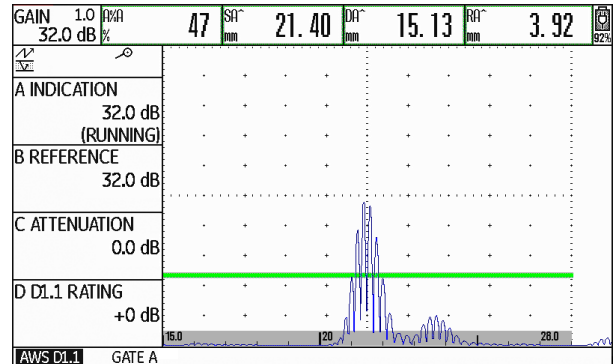 GAIN 1.0
32.0 dB
A%A % 47
SA^ mm 21.40
DA^ mm 15.13
RA^ mm 3.92
92%
A INDICATION
32.0 dB
(RUNNING)
B REFERENCE
32.0 dB
C ATTENUATION
0.0 dB
D D1.1 RATING
+0 dB
15.0 20 28.0
AWS D1.1 GATE A